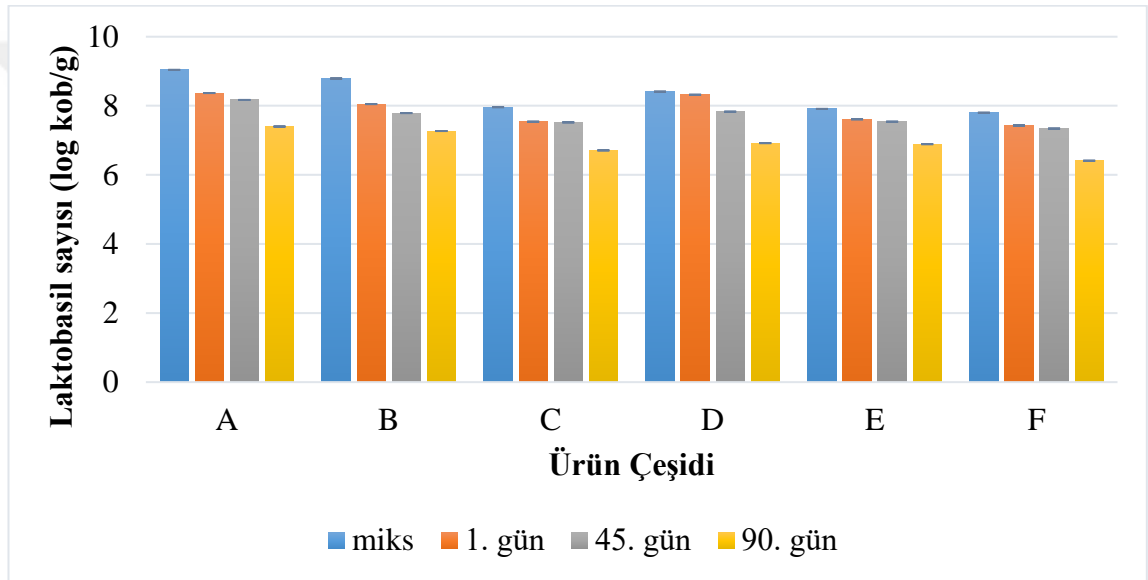 Laktobasil sayısı (log kob/g)
10
8
6
4
2
0
A B C D E F
Ürün Çeşidi
miks 1. gün 45. gün 90. gün